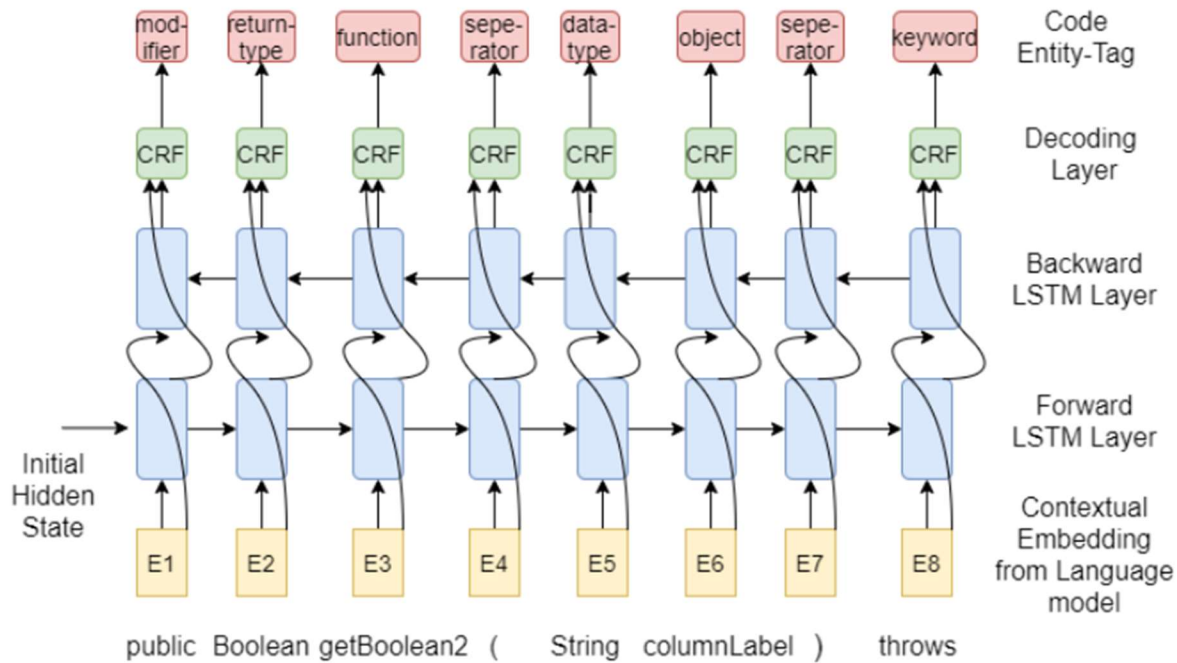 mod-
ifier
return-
type
function
sepe-
rator
data-
type
object
sepe-
rator
keyword
Code
Entity-Tag
CRF
CRF
CRF
CRF
CRF
CRF
CRF
CRF
Decoding
Layer
Backward
LSTM Layer
Forward
LSTM Layer
Initial
Hidden
State
E1
E2
E3
E4
E5
E6
E7
E8
Contextual
Embedding
from Language
model
public Boolean getBoolean2 ( String columnLabel ) throws